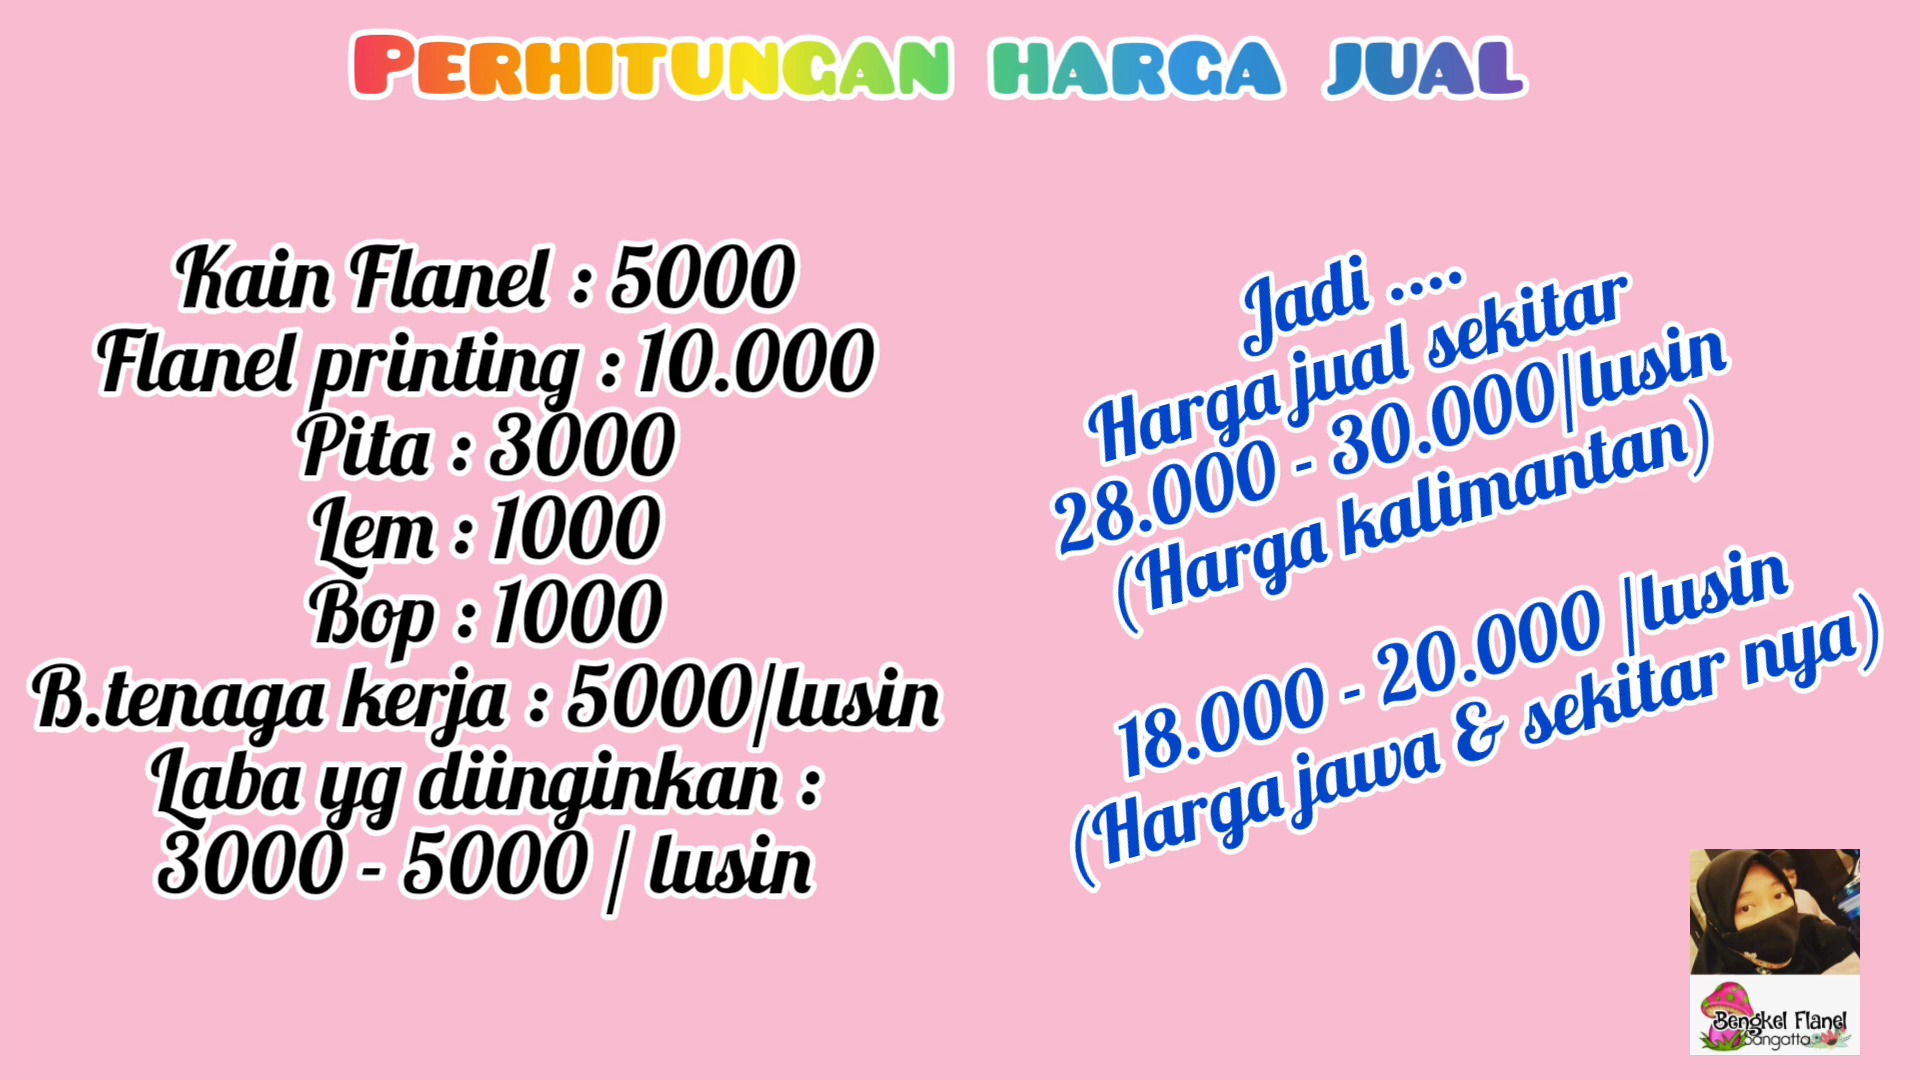 PERHITUNGAN HARGA JUAL
Kain Flanel : 5000
Flanel printing : 10.000
Pita : 3000
Lem : 1000
Bop : 1000
B.tenaga kerja : 5000/lusin
Laba yg diinginkan :
3000 - 5000 / lusin
Jadi ....
Harga jual sekitar
28.000 - 30.000/lusin
(Harga kalimantan)
18.000 - 20.000 /lusin
(Harga jawa & sekitar nya)
Bengkel Flanel
Sangatta